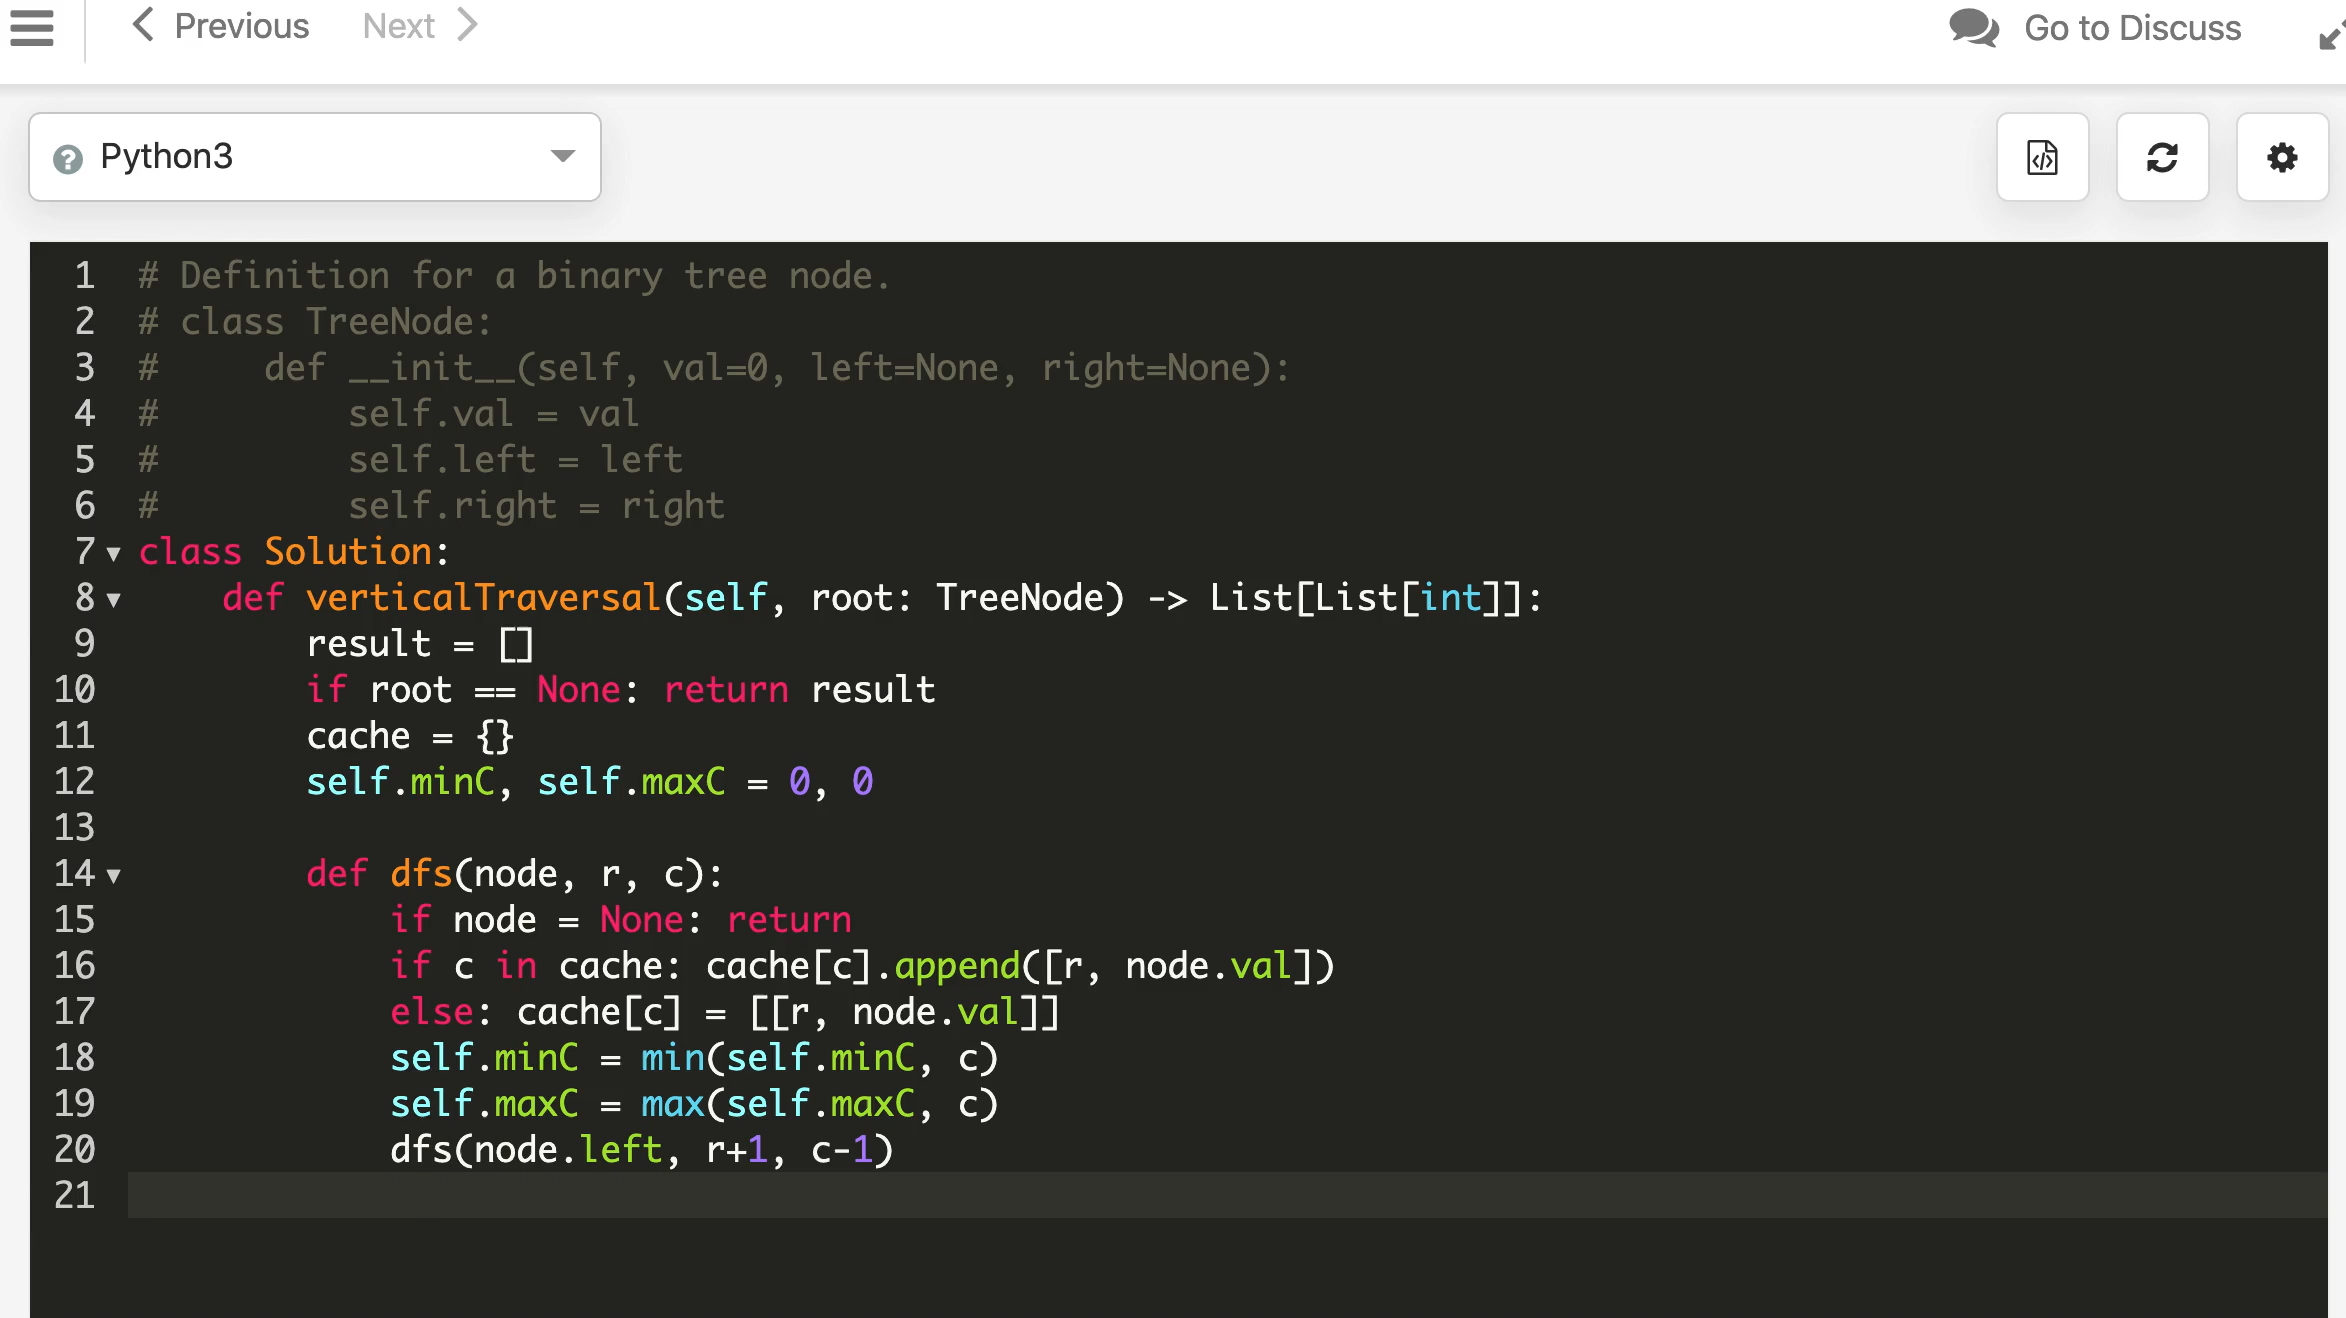 Previous Next Go to Discuss
Python3
1 # Definition for a binary tree node.
2 # class TreeNode:
3 #     def __init__(self, val=0, left=None, right=None):
4 #         self.val = val
5 #         self.left = left
6 #         self.right = right
7 class Solution:
8     def verticalTraversal(self, root: TreeNode) -> List[List[int]]:
9         result = []
10         if root == None: return result
11         cache = {}
12         self.minC, self.maxC = 0, 0
13
14         def dfs(node, r, c):
15             if node = None: return
16             if c in cache: cache[c].append([r, node.val])
17             else: cache[c] = [[r, node.val]]
18             self.minC = min(self.minC, c)
19             self.maxC = max(self.maxC, c)
20             dfs(node.left, r+1, c-1)
21